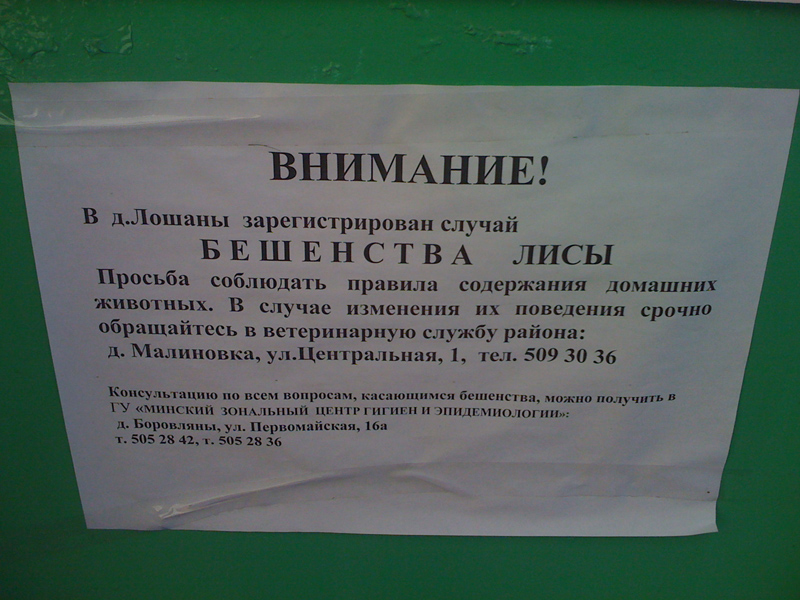 ВНИМАНИЕ!
В д.Лошаны зарегистрирован случай
БЕШЕНСТВА ЛИСЫ
Просьба соблюдать правила содержания домашних
животных. В случае изменения их поведения срочно
обращайтесь в ветеринарную службу района:
д. Малиновка, ул.Центральная, 1, тел. 509 30 36
Консультацию по всем вопросам, касающимся бешенства, можно получить в
ГУ «МИНСКИЙ ЗОНАЛЬНЫЙ ЦЕНТР ГИГИЕН И ЭПИДЕМИОЛОГИИ»:
д. Боровляны, ул. Первомайская, 16а
т. 505 28 42, т. 505 28 36